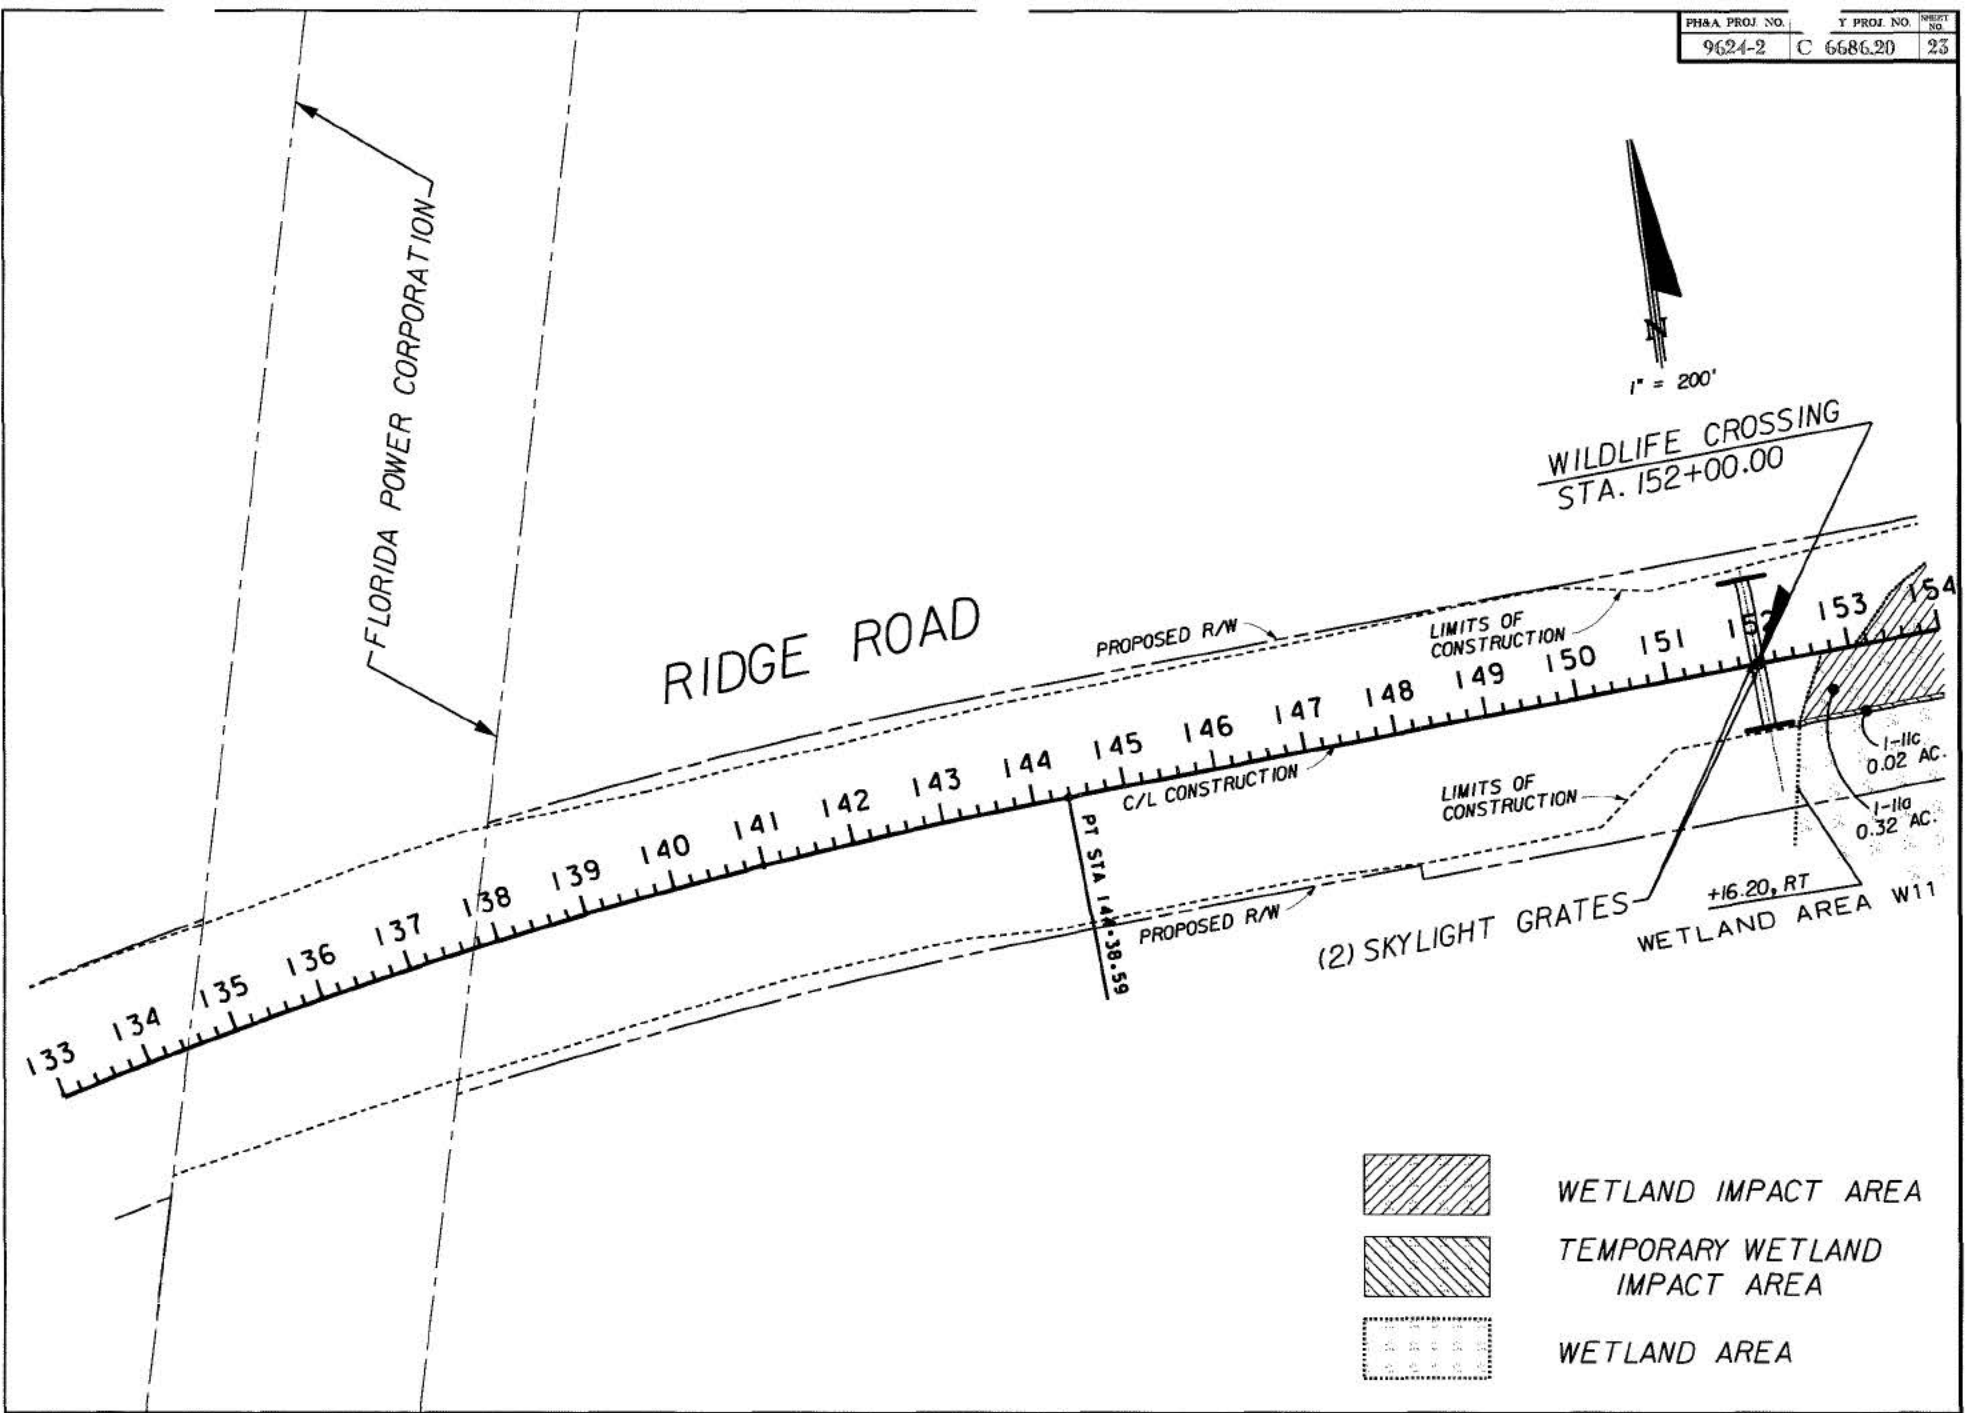 PH&A PROJ. NO. Y PROJ. NO. SHEET NO.
9624-2 C 6686.20 23
FLORIDA POWER CORPORATION
N
1" = 200'
WILDLIFE CROSSING
STA. 152+00.00
RIDGE ROAD
PROPOSED R/W
LIMITS OF
CONSTRUCTION
133 134 135 136 137 138 139 140 141 142 143 144 145 146 147 148 149 150 151 152 153 154
C/L CONSTRUCTION
PT STA 144+38.59
LIMITS OF
CONSTRUCTION
PROPOSED R/W
1-11c
0.02 AC.
1-11a
0.32 AC.
(2) SKYLIGHT GRATES
+16.20, RT
WETLAND AREA W11
WETLAND IMPACT AREA
TEMPORARY WETLAND
IMPACT AREA
WETLAND AREA